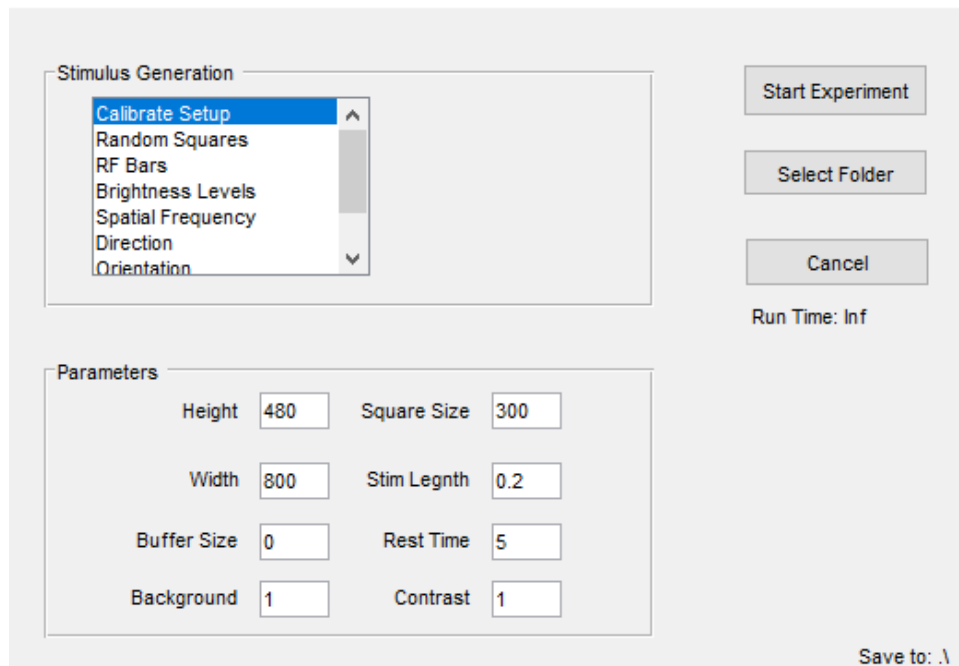 Stimulus Generation
Calibrate Setup
Random Squares
RF Bars
Brightness Levels
Spatial Frequency
Direction
Orientation
Start Experiment
Select Folder
Cancel
Run Time: Inf
Parameters
Height 480 Square Size 300
Width 800 Stim Legnth 0.2
Buffer Size 0 Rest Time 5
Background 1 Contrast 1
Save to: .\